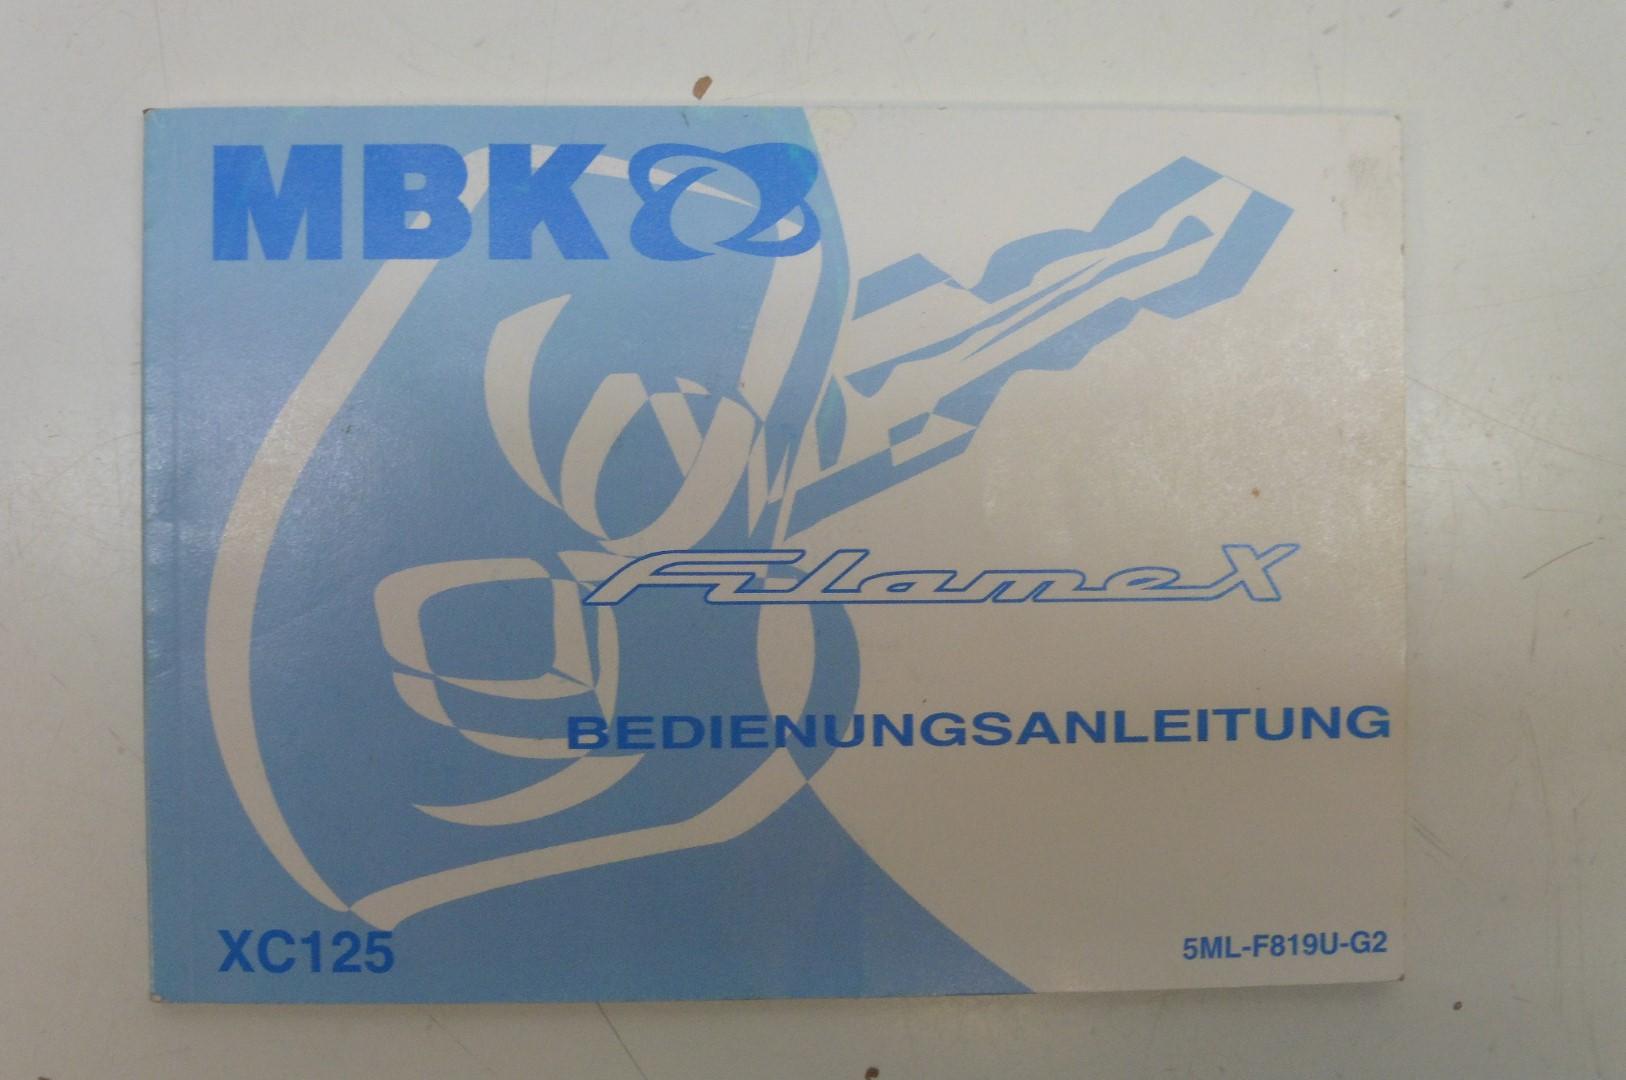 MBK
FlameX
BEDIENUNGSANLEITUNG
XC125
5ML-F819U-G2